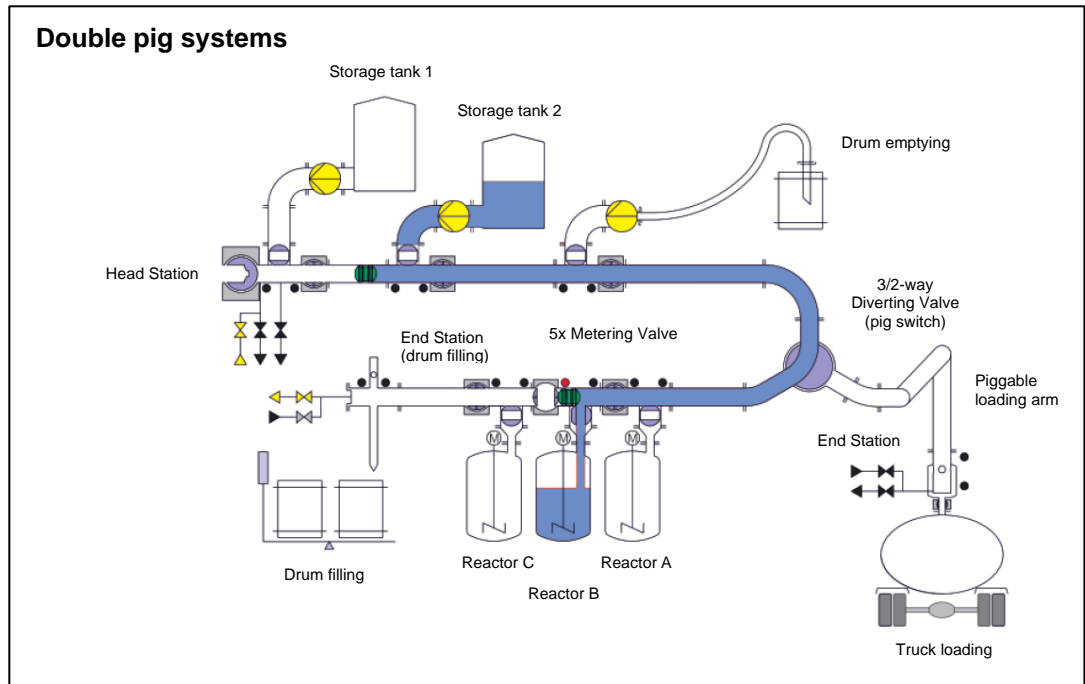 Double pig systems
Storage tank 1
Storage tank 2
Drum emptying
Head Station
3/2-way
Diverting Valve
(pig switch)
End Station
(drum filling)
5x Metering Valve
Piggable
loading arm
End Station
M
M
M
Reactor C
Reactor A
Reactor B
Drum filling
Truck loading